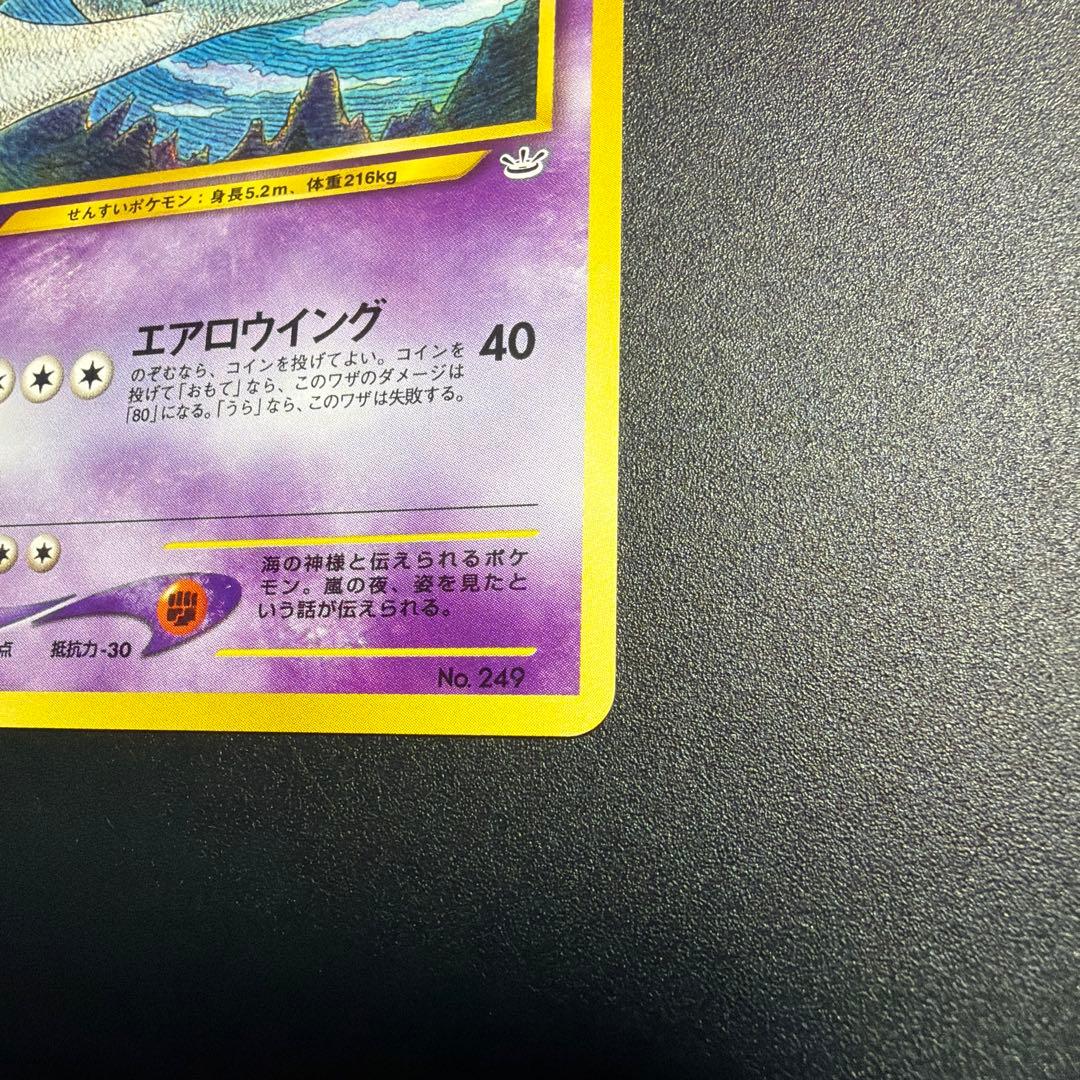 せんすいポケモン：身長5.2m、体重216kg
エアロウイング 40
のぞむなら、コインを投げてよい。コインを
投げて「おもて」なら、このワザのダメージは
「80」になる。「うら」なら、このワザは失敗する。
海の神様と伝えられるポケ
モン。嵐の夜、姿を見たと
いう話が伝えられる。
点 抵抗力-30
No. 249